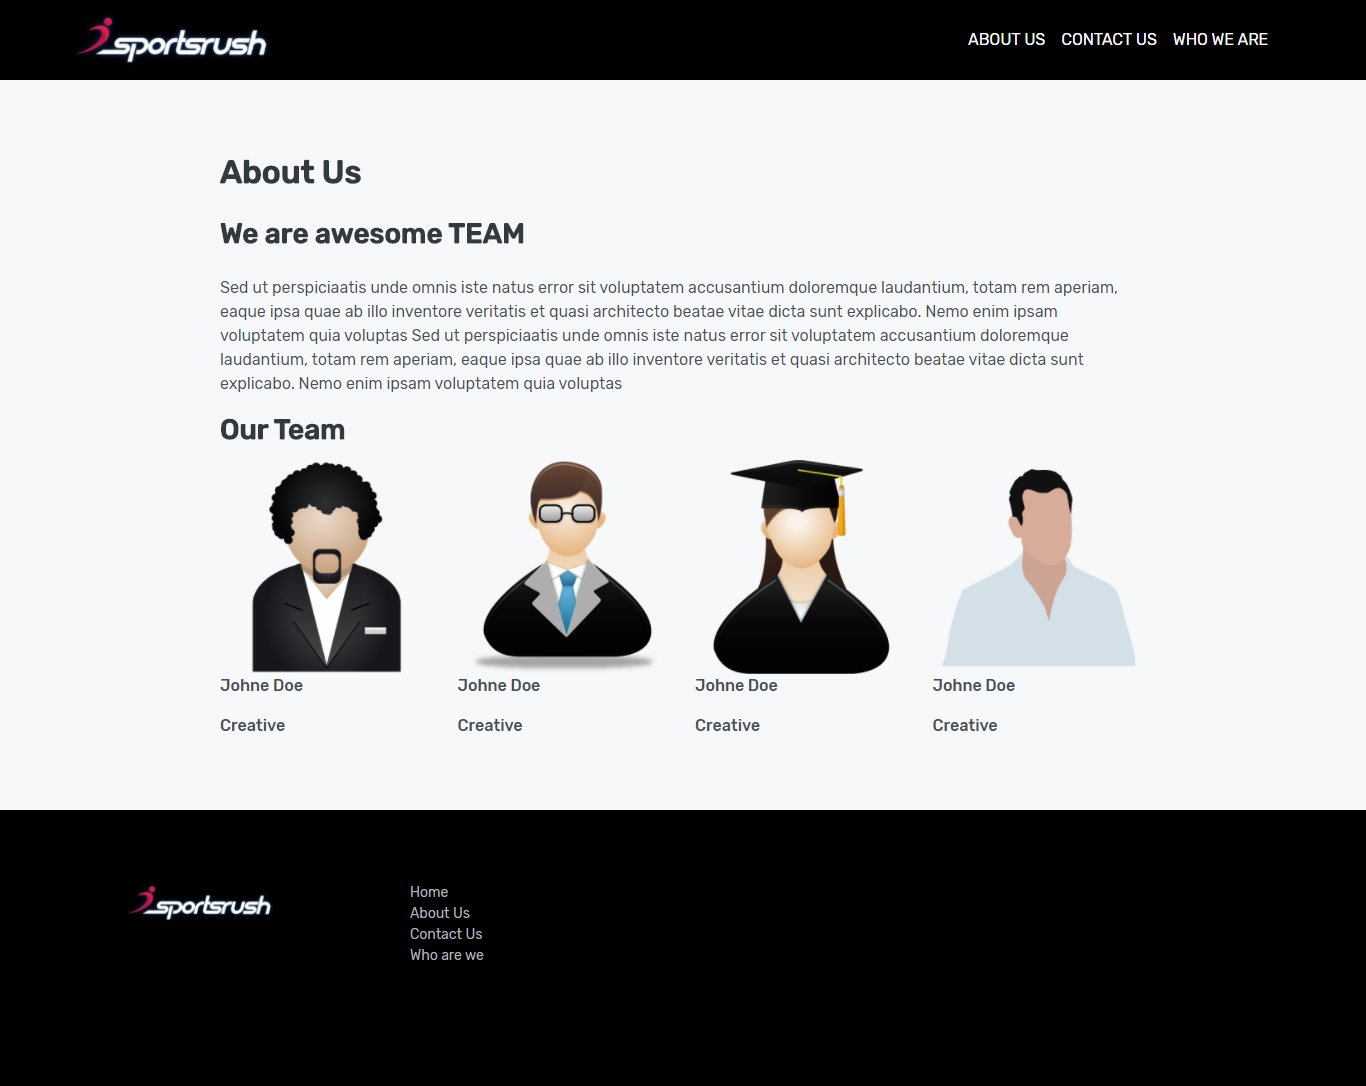 sportsrush
ABOUT US CONTACT US WHO WE ARE
About Us
We are awesome TEAM
Sed ut perspiciaatis unde omnis iste natus error sit voluptatem accusantium doloremque laudantium, totam rem aperiam,
eaque ipsa quae ab illo inventore veritatis et quasi architecto beatae vitae dicta sunt explicabo. Nemo enim ipsam
voluptatem quia voluptas Sed ut perspiciaatis unde omnis iste natus error sit voluptatem accusantium doloremque
laudantium, totam rem aperiam, eaque ipsa quae ab illo inventore veritatis et quasi architecto beatae vitae dicta sunt
explicabo. Nemo enim ipsam voluptatem quia voluptas
Our Team
Johne Doe Johne Doe Johne Doe Johne Doe
Creative Creative Creative Creative
sportsrush
Home
About Us
Contact Us
Who are we